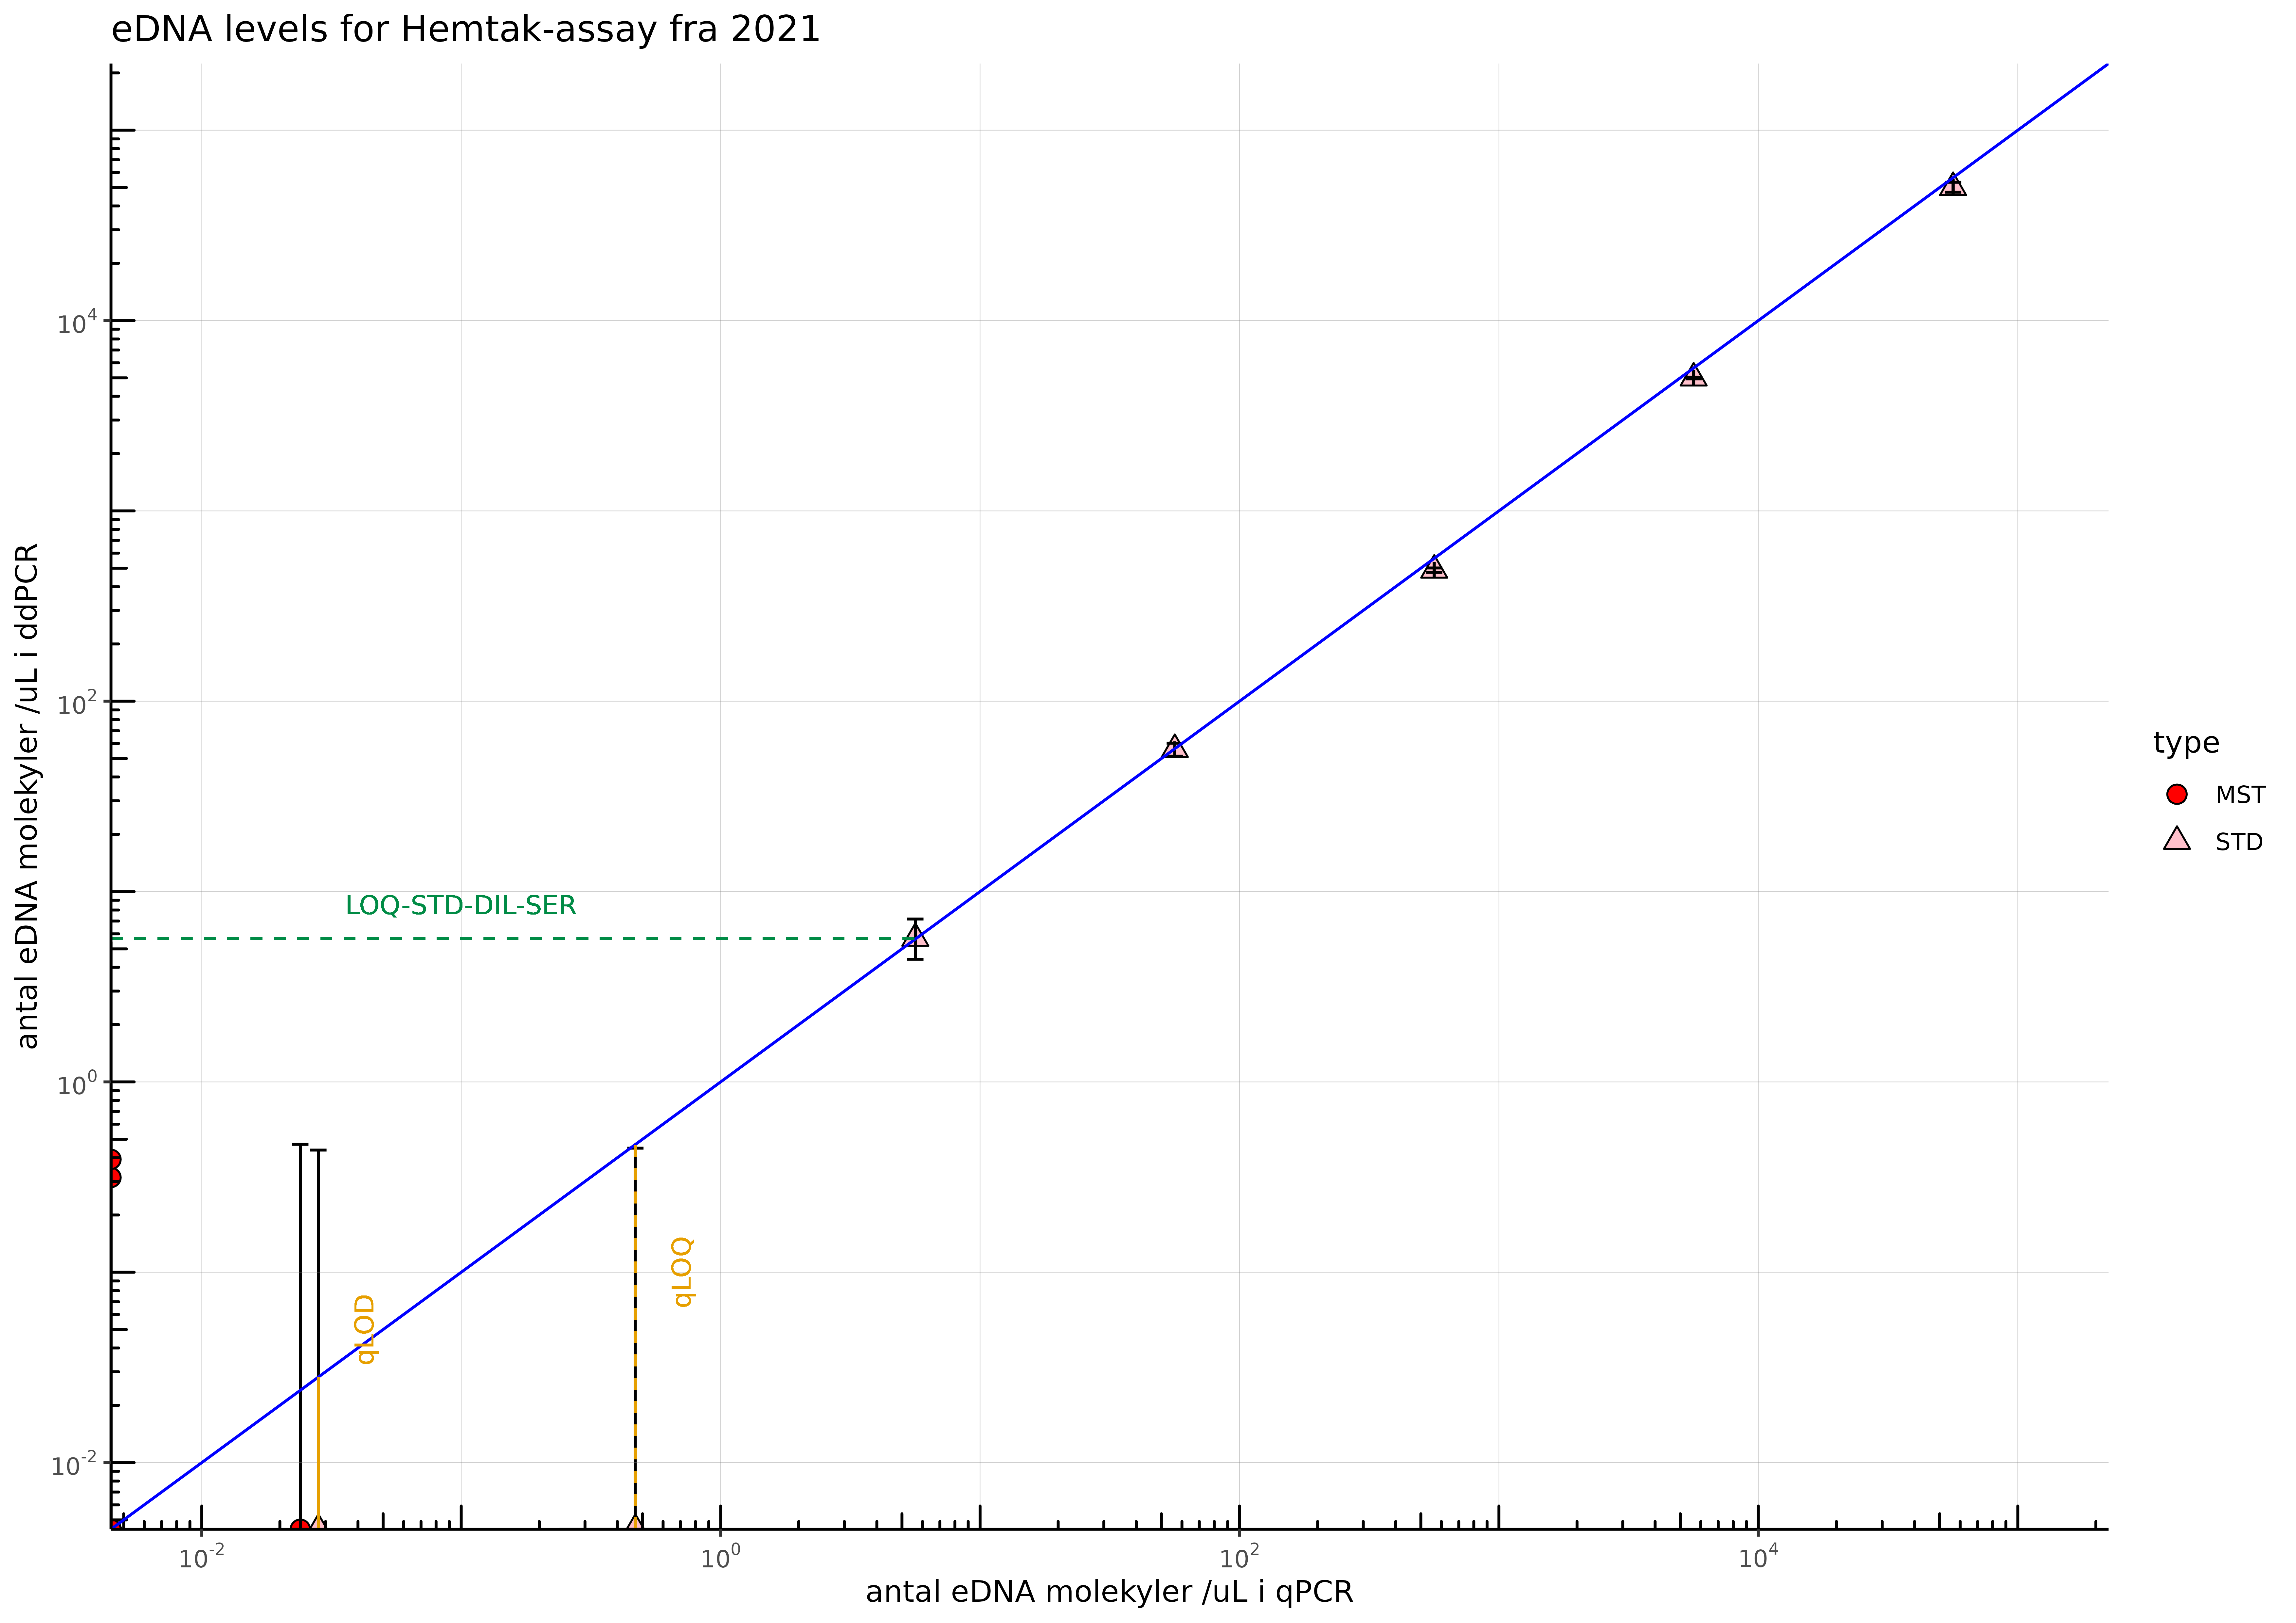 eDNA levels for Hemtak-assay fra 2021
antal eDNA molekyler /uL i ddPCR
10^4
10^2
10^0
10^-2
LOQ-STD-DIL-SER
qLOD
qLOQ
type
MST
STD
10^-2
10^0
10^2
10^4
antal eDNA molekyler /uL i qPCR